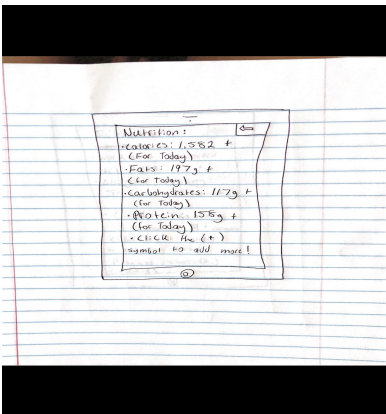 Nutrition:
•Calories: 1,582 +
(For Today)
•Fats: 197g +
(for Today)
•Carbohydrates: 117g +
(for Today)
•Protein: 158g +
(for Today)
•Click the (+)
symbol to add more!